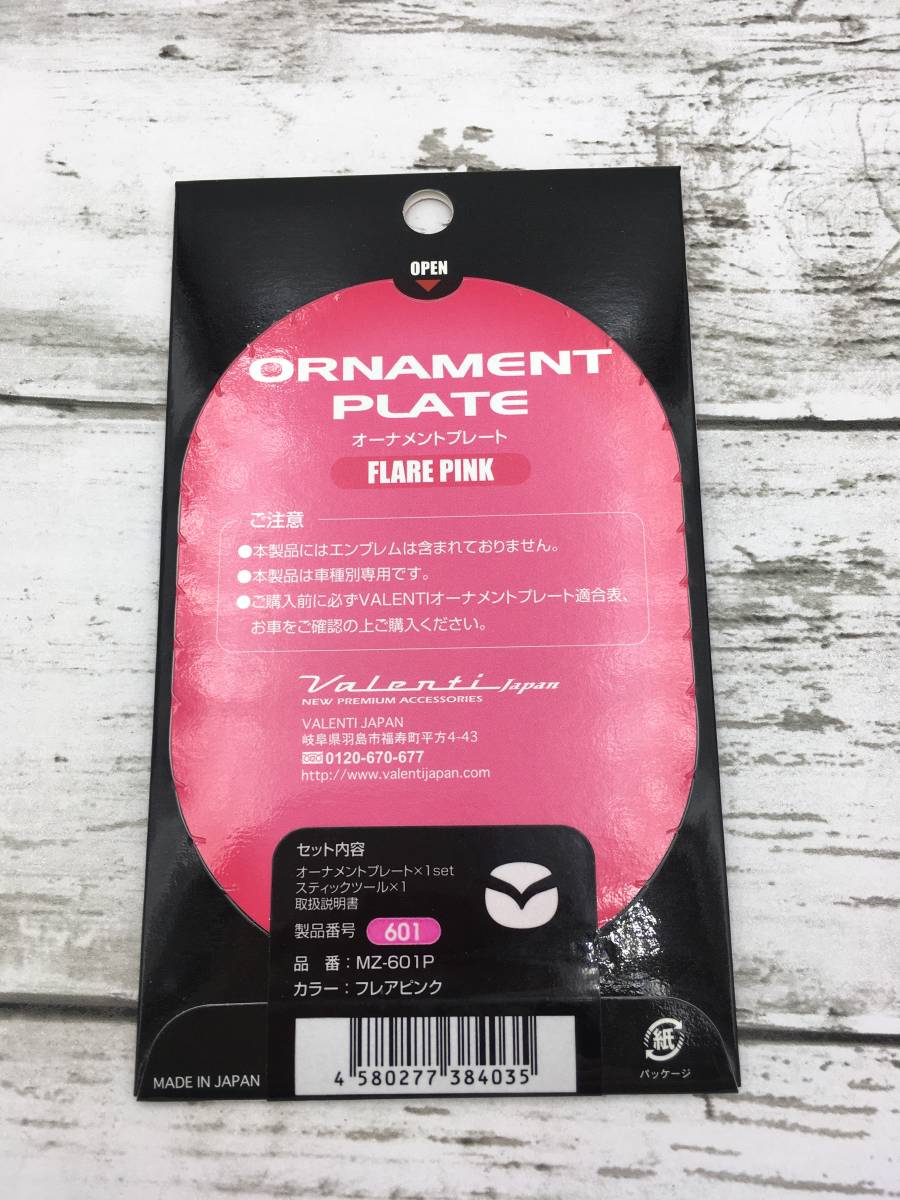 OPEN
ORNAMENT
PLATE
オーナメントプレート
FLARE PINK
ご注意
●本製品にはエンブレムは含まれておりません。
●本製品は車種別専用です。
●ご購入前に必ずVALENTIオーナメントプレート適合表、
お車をご確認の上ご購入ください。
Valenti Japan
NEW PREMIUM ACCESSORIES
VALENTI JAPAN
岐阜県羽島市福寿町平方4-43
0120-670-677
http://www.valentijapan.com
セット内容
オーナメントプレート×1set
スティックツール×1
取扱説明書
製品番号 601
品 番：MZ-601P
カラー：フレアピンク
4 580277 384035
MADE IN JAPAN
紙
パッケージ